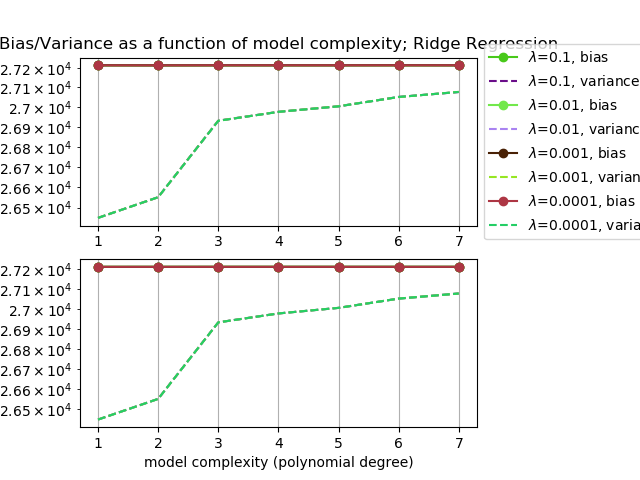 Bias/Variance as a function of model complexity; Ridge Regression
2.72 × 10⁴
2.71 × 10⁴
2.7 × 10⁴
2.69 × 10⁴
2.68 × 10⁴
2.67 × 10⁴
2.66 × 10⁴
2.65 × 10⁴
1 2 3 4 5 6 7
λ=0.1, bias
λ=0.1, variance
λ=0.01, bias
λ=0.01, varianc
λ=0.001, bias
λ=0.001, varian
λ=0.0001, bias
λ=0.0001, varia
2.72 × 10⁴
2.71 × 10⁴
2.7 × 10⁴
2.69 × 10⁴
2.68 × 10⁴
2.67 × 10⁴
2.66 × 10⁴
2.65 × 10⁴
1 2 3 4 5 6 7
model complexity (polynomial degree)